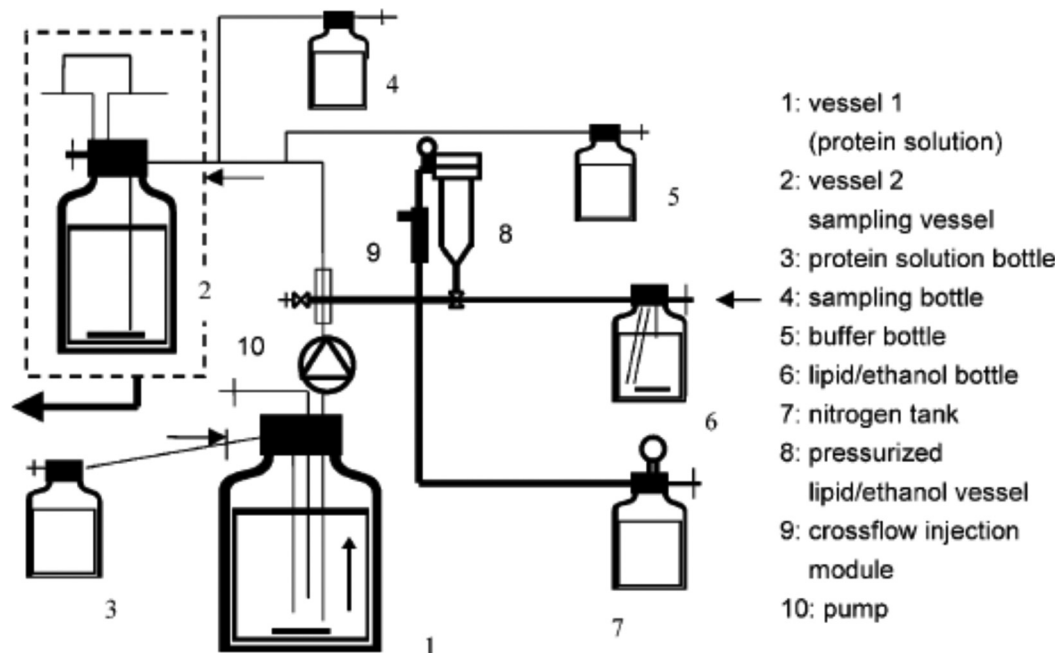 4
1: vessel 1
(protein solution)
2: vessel 2
sampling vessel
3: protein solution bottle
4: sampling bottle
5: buffer bottle
6: lipid/ethanol bottle
7: nitrogen tank
8: pressurized
lipid/ethanol vessel
9: crossflow injection
module
10: pump
5
9
8
2
10
6
3
7
1